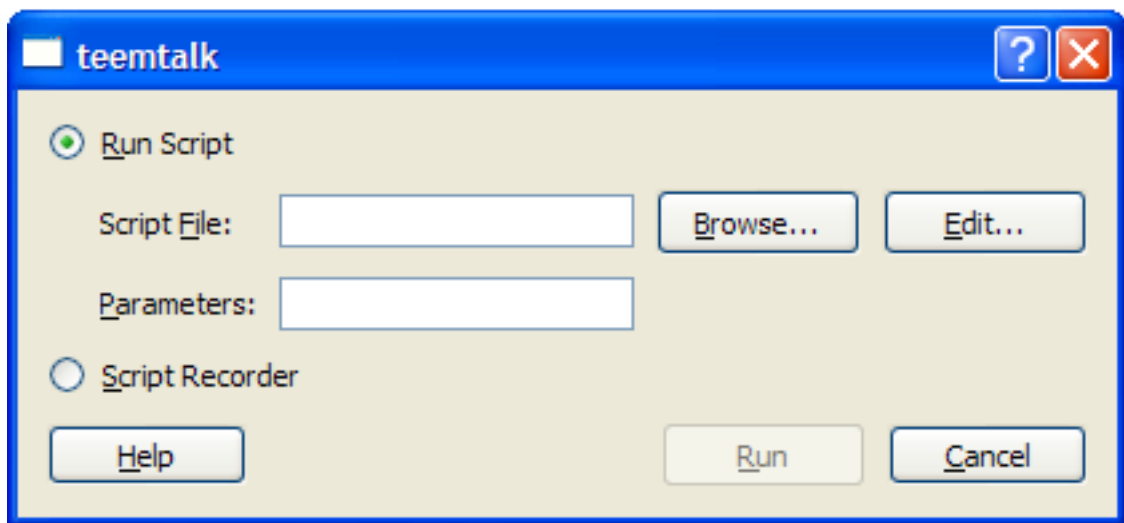 teemtalk ?
Run Script
Script File: Browse... Edit...
Parameters:
Script Recorder
Help Run Cancel